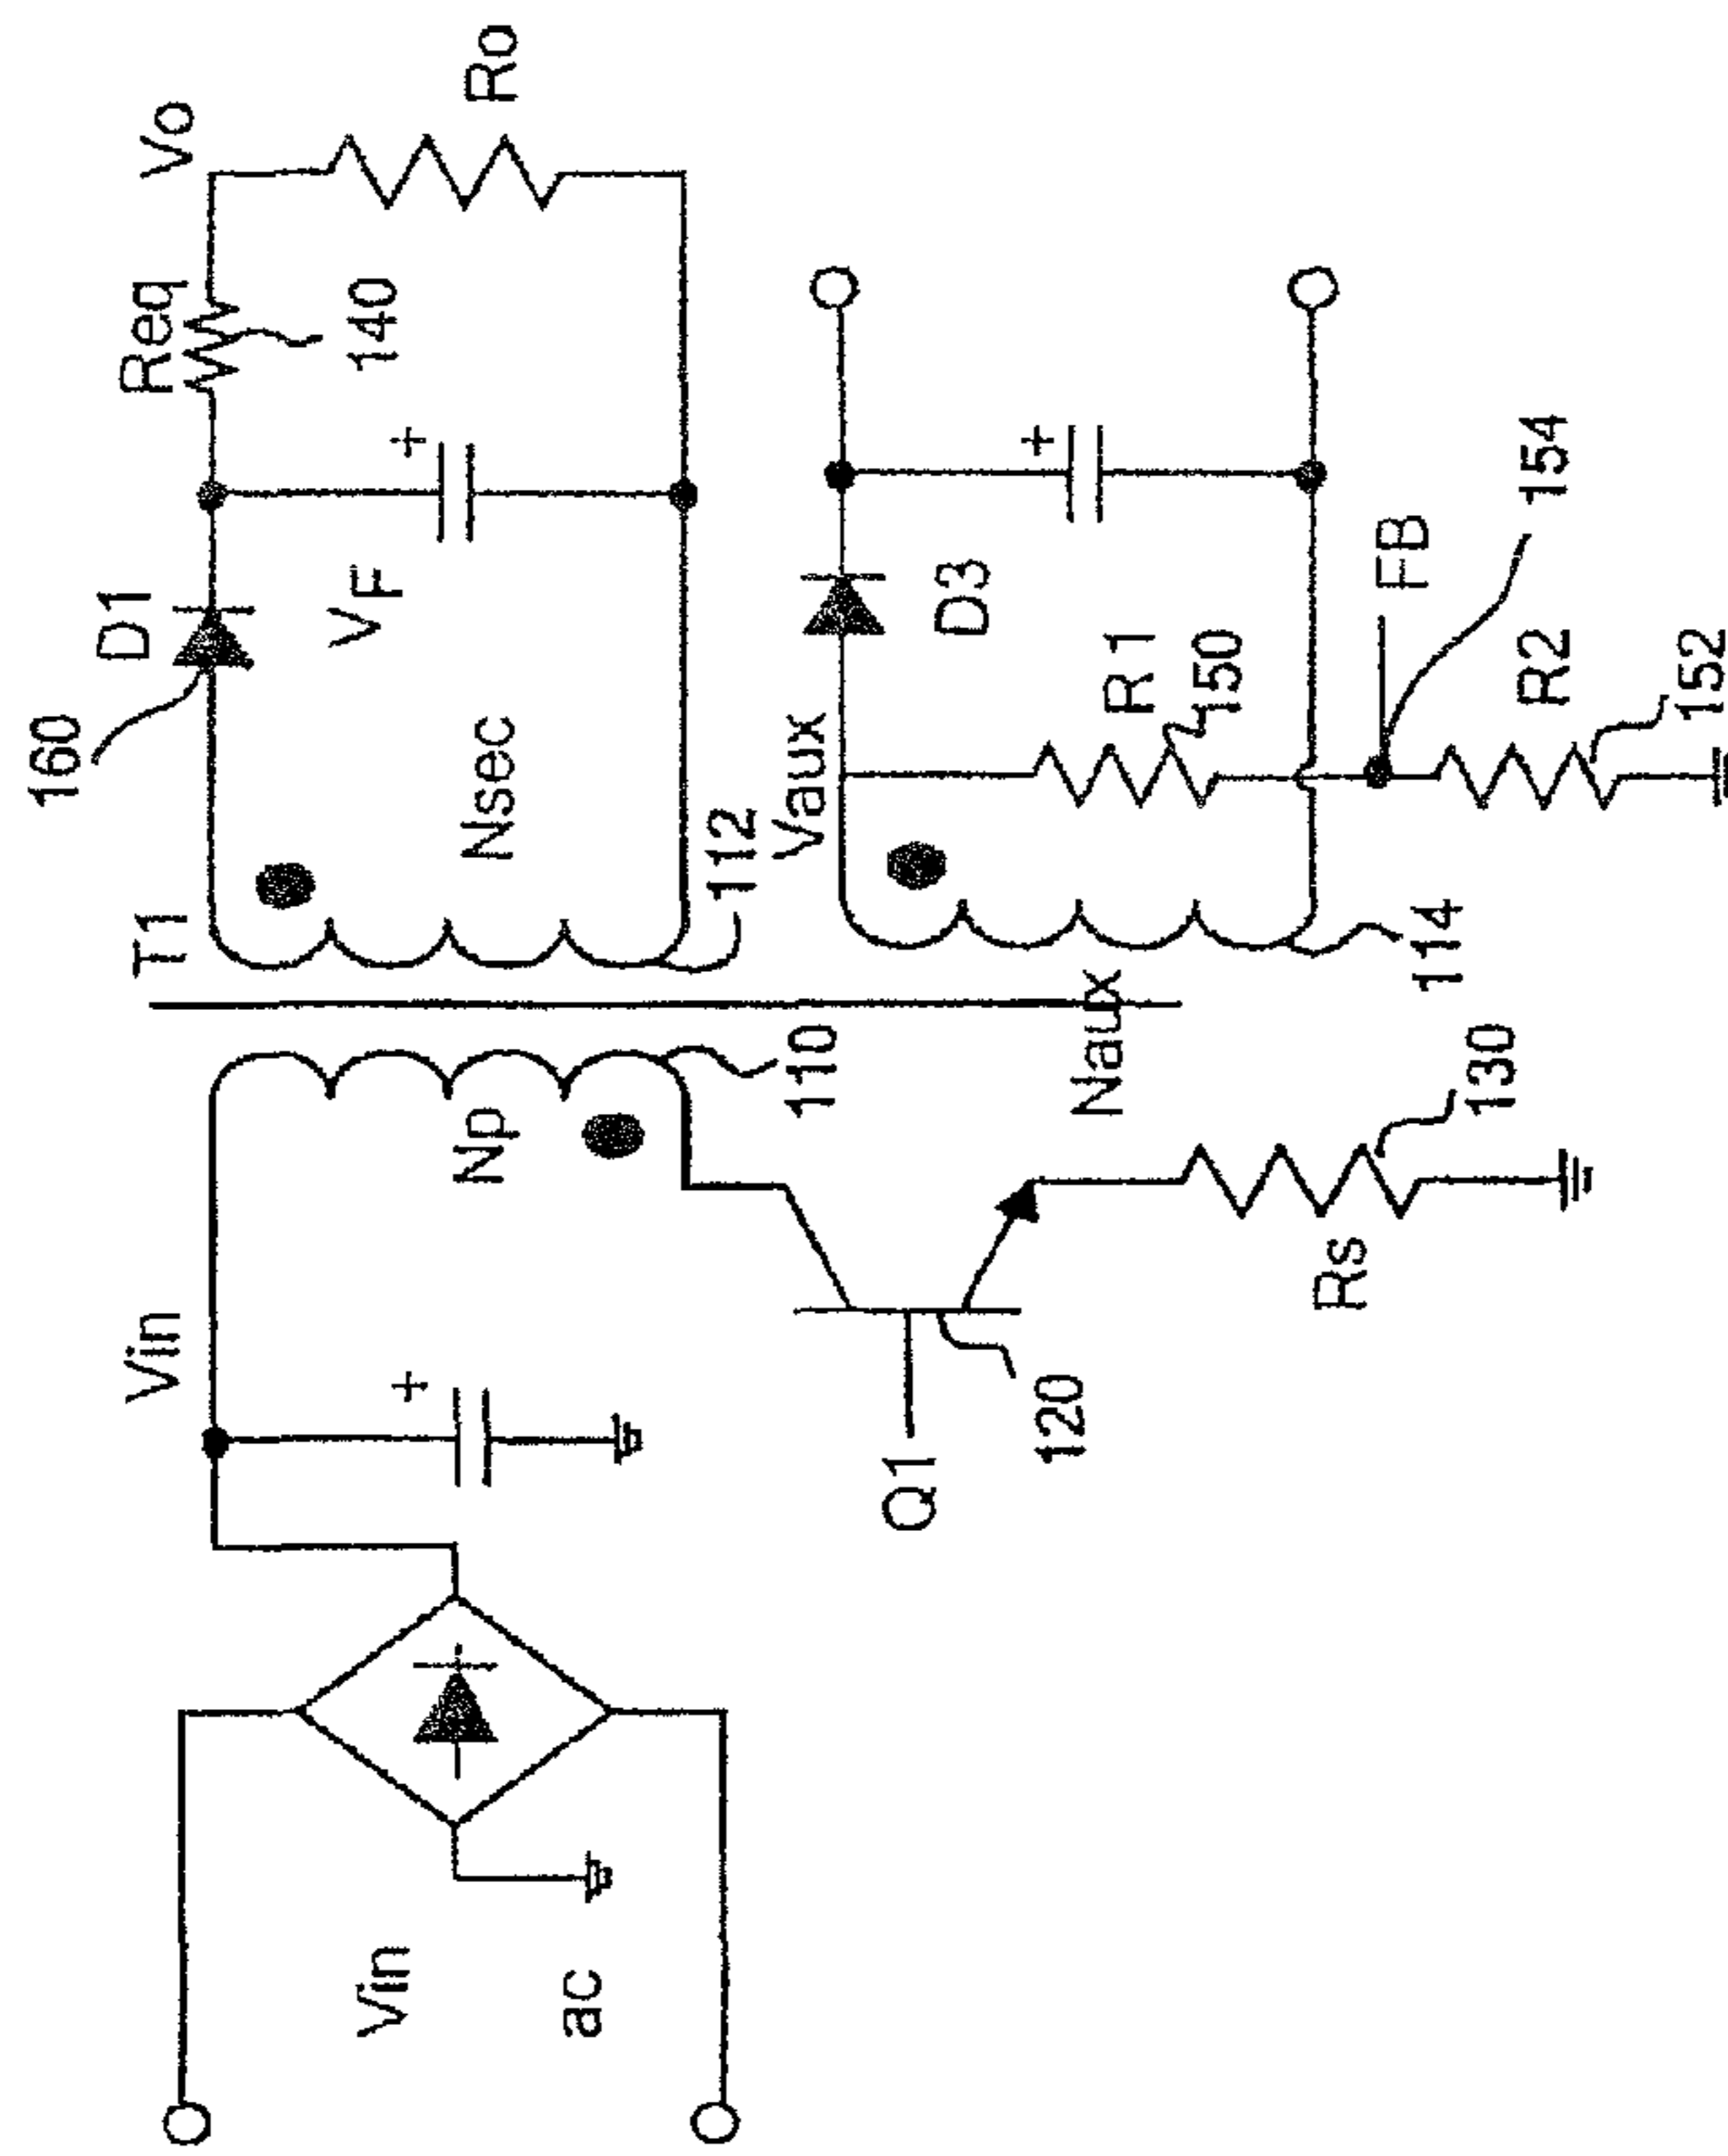 Vin
ac
Vin
Q1
120
Rs
130
Np
110
Naux
T1
Nsec
112
114
160
D1
VF
Req
140
Vo
Ro
Vaux
D3
R1
150
FB
154
R2
152
+
+
+